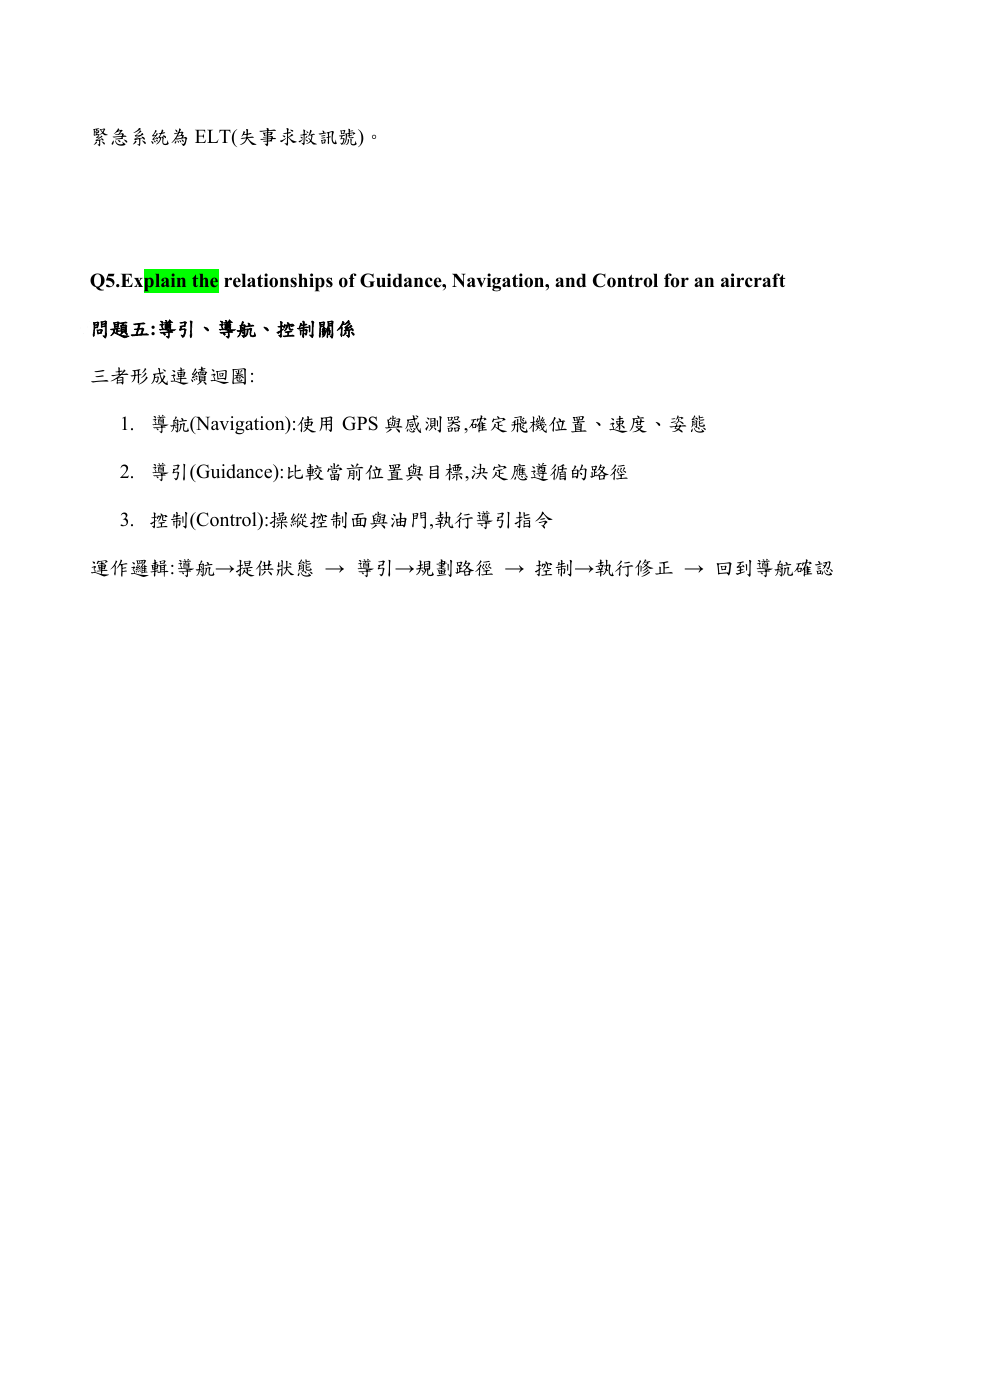 緊急系統為 ELT(失事求救訊號)。
Q5.Explain the relationships of Guidance, Navigation, and Control for an aircraft
問題五:導引、導航、控制關係
三者形成連續迴圈:
1. 導航(Navigation):使用 GPS 與感測器,確定飛機位置、速度、姿態
2. 導引(Guidance):比較當前位置與目標,決定應遵循的路徑
3. 控制(Control):操縱控制面與油門,執行導引指令
運作邏輯:導航→提供狀態 → 導引→規劃路徑 → 控制→執行修正 → 回到導航確認